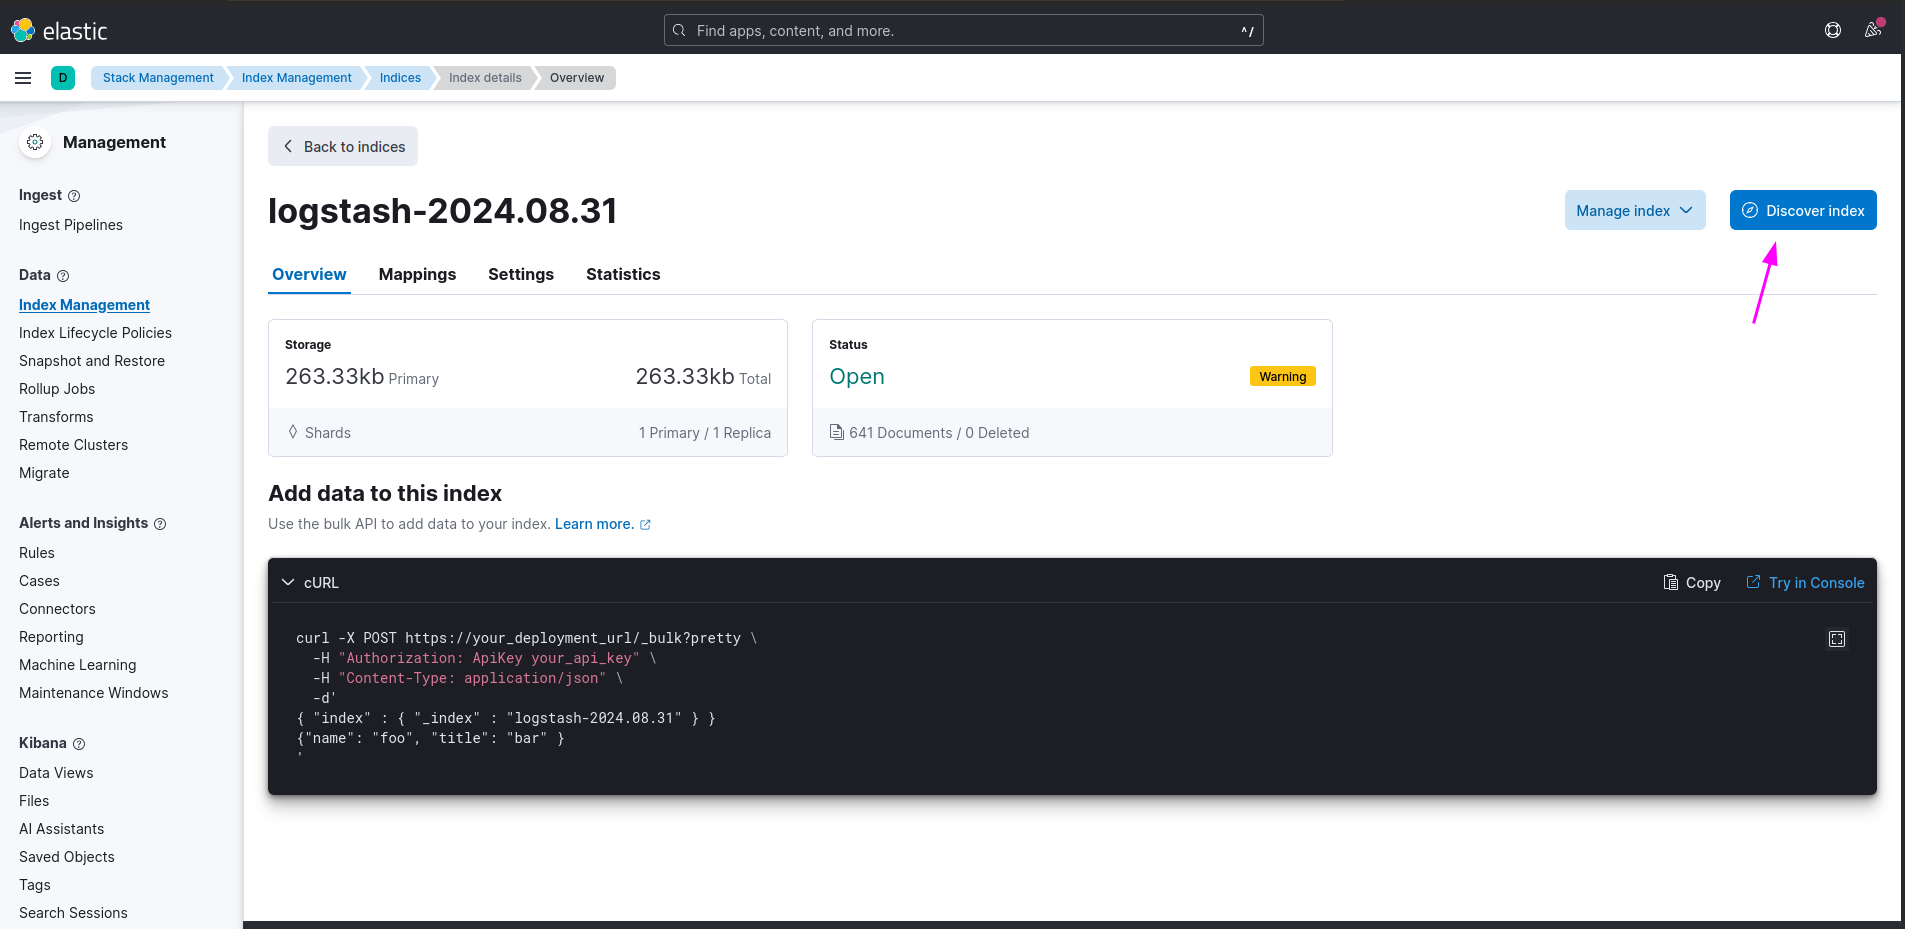 elastic
Find apps, content, and more.
^/
D
Stack Management
Index Management
Indices
Index details
Overview
Management
Ingest
Ingest Pipelines
Data
Index Management
Index Lifecycle Policies
Snapshot and Restore
Rollup Jobs
Transforms
Remote Clusters
Migrate
Alerts and Insights
Rules
Cases
Connectors
Reporting
Machine Learning
Maintenance Windows
Kibana
Data Views
Files
AI Assistants
Saved Objects
Tags
Search Sessions
Back to indices
logstash-2024.08.31
Manage index
Discover index
Overview
Mappings
Settings
Statistics
Storage
263.33kb Primary
263.33kb Total
Shards
1 Primary / 1 Replica
Status
Open
Warning
641 Documents / 0 Deleted
Add data to this index
Use the bulk API to add data to your index. Learn more.
cURL
Copy
Try in Console
curl -X POST https://your_deployment_url/_bulk?pretty \
-H "Authorization: ApiKey your_api_key" \
-H "Content-Type: application/json" \
-d'
{ "index" : { "_index" : "logstash-2024.08.31" } }
{"name": "foo", "title": "bar" }
'